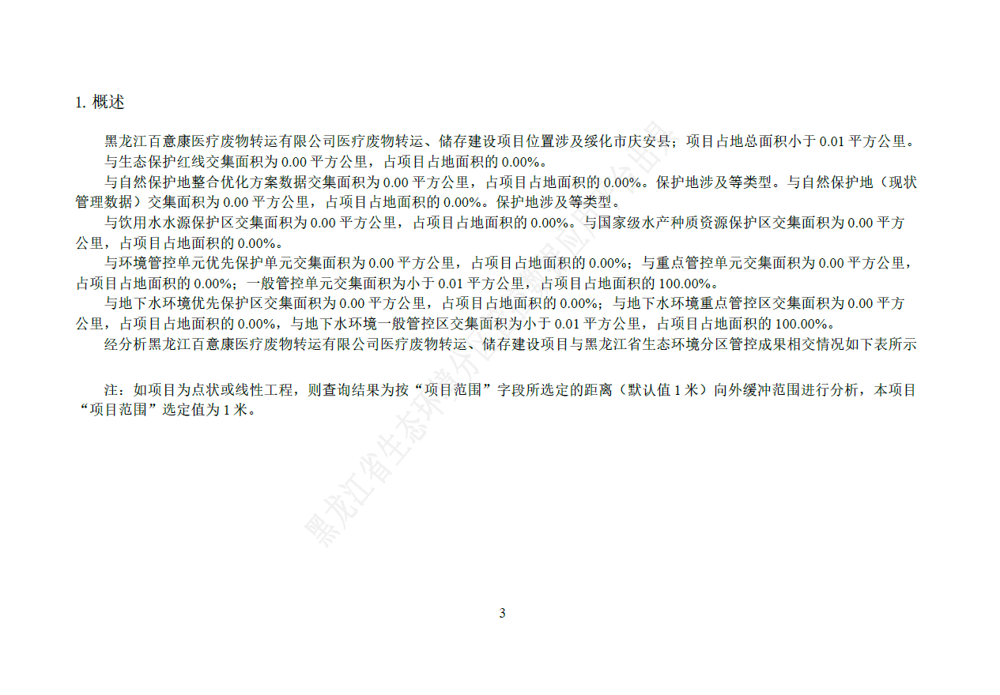 1. 概述
黑龙江百意康医疗废物转运有限公司医疗废物转运、储存建设项目位置涉及绥化市庆安县；项目占地总面积小于 0.01 平方公里。
与生态保护红线交集面积为 0.00 平方公里，占项目占地面积的 0.00%。
与自然保护地整合优化方案数据交集面积为 0.00 平方公里，占项目占地面积的 0.00%。保护地涉及等类型。与自然保护地（现状
管理数据）交集面积为 0.00 平方公里，占项目占地面积的 0.00%。保护地涉及等类型。
与饮用水水源保护区交集面积为 0.00 平方公里，占项目占地面积的 0.00%。与国家级水产种质资源保护区交集面积为 0.00 平方
公里，占项目占地面积的 0.00%。
与环境管控单元优先保护单元交集面积为 0.00 平方公里，占项目占地面积的 0.00%；与重点管控单元交集面积为 0.00 平方公里，
占项目占地面积的 0.00%；一般管控单元交集面积为小于 0.01 平方公里，占项目占地面积的 100.00%。
与地下水环境优先保护区交集面积为 0.00 平方公里，占项目占地面积的 0.00%；与地下水环境重点管控区交集面积为 0.00 平方
公里，占项目占地面积的 0.00%，与地下水环境一般管控区交集面积为小于 0.01 平方公里，占项目占地面积的 100.00%。
经分析黑龙江百意康医疗废物转运有限公司医疗废物转运、储存建设项目与黑龙江省生态环境分区管控成果相交情况如下表所示
注：如项目为点状或线性工程，则查询结果为按“项目范围”字段所选定的距离（默认值 1 米）向外缓冲范围进行分析，本项目
“项目范围”选定值为 1 米。
黑龙江省生态环境分区管控数据应用平台出具
3